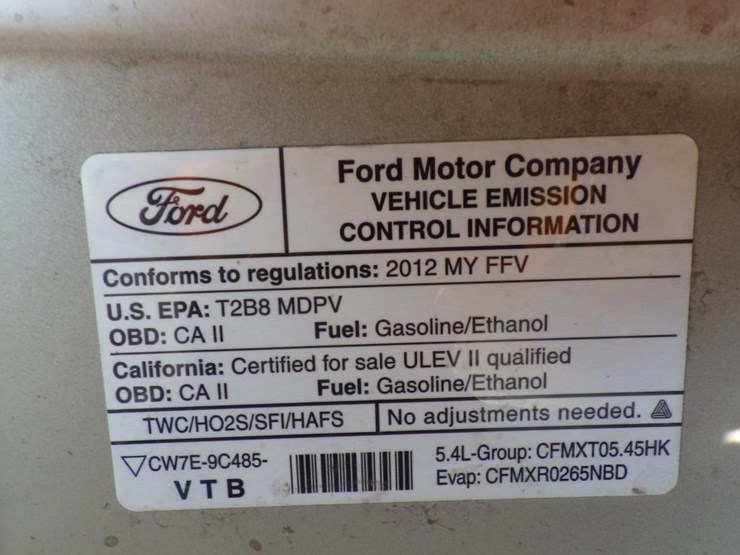 Ford
Ford Motor Company
VEHICLE EMISSION
CONTROL INFORMATION
Conforms to regulations: 2012 MY FFV
U.S. EPA: T2B8 MDPV
OBD: CA II Fuel: Gasoline/Ethanol
California: Certified for sale ULEV II qualified
OBD: CA II Fuel: Gasoline/Ethanol
TWC/HO2S/SFI/HAFS No adjustments needed.
CW7E-9C485-
VTB
5.4L-Group: CFMXT05.45HK
Evap: CFMXR0265NBD